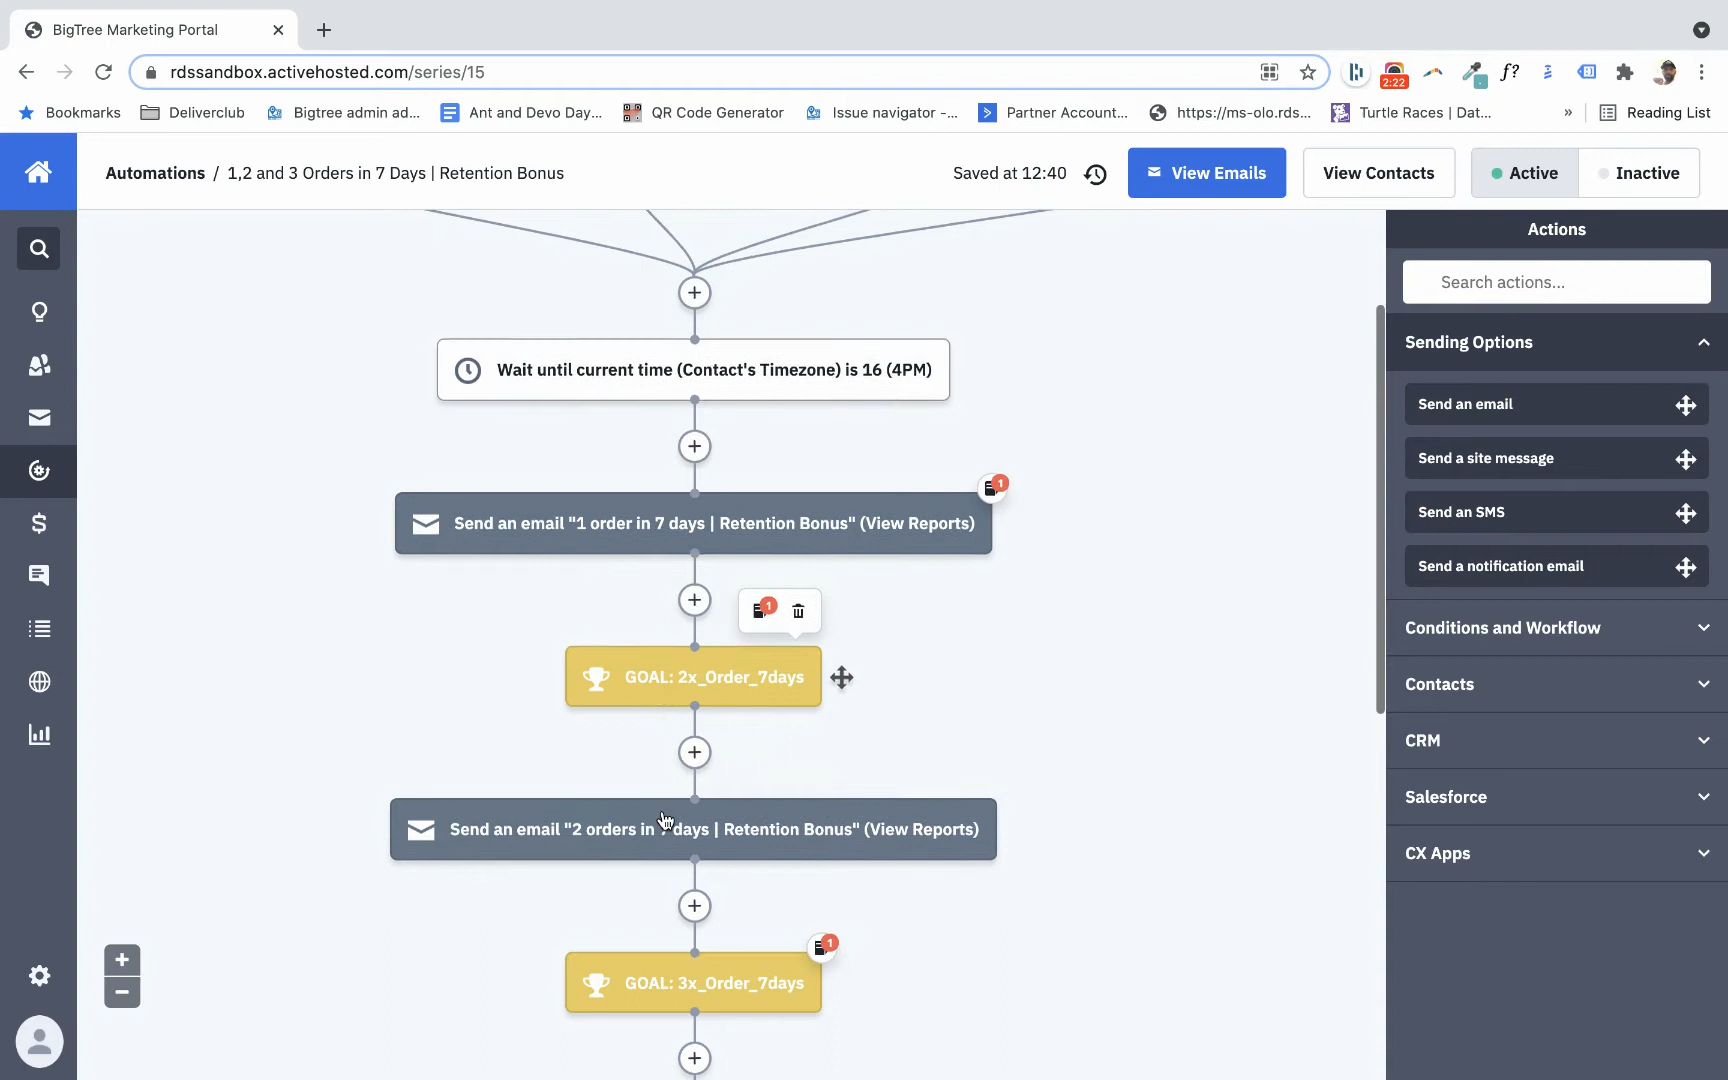 BigTree Marketing Portal
rdssandbox.activehosted.com/series/15
2:22
f?
Bookmarks
Deliverclub
Bigtree admin ad...
Ant and Devo Day...
QR Code Generator
Issue navigator -...
Partner Account...
https://ms-olo.rds...
Turtle Races | Dat...
»
Reading List
Automations / 1,2 and 3 Orders in 7 Days | Retention Bonus
Saved at 12:40
View Emails
View Contacts
Active
Inactive
Actions
Search actions...
Sending Options
Send an email
Send a site message
Send an SMS
Send a notification email
Conditions and Workflow
Contacts
CRM
Salesforce
CX Apps
Wait until current time (Contact's Timezone) is 16 (4PM)
1
Send an email "1 order in 7 days | Retention Bonus" (View Reports)
1
GOAL: 2x_Order_7days
Send an email "2 orders in 7 days | Retention Bonus" (View Reports)
1
GOAL: 3x_Order_7days